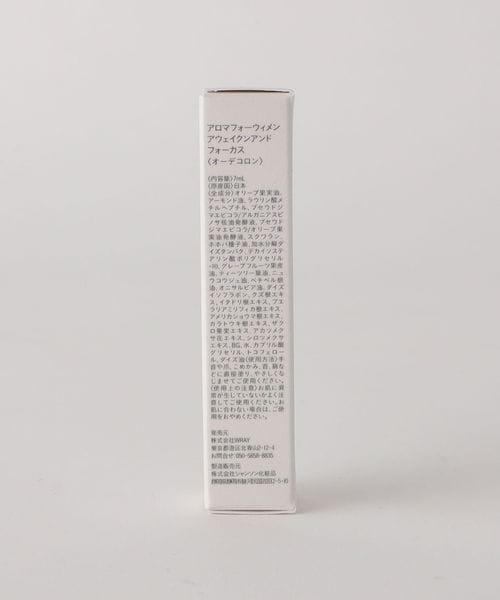 アロマフォーウィメン
アウェイクンアンド
フォーカス
〈オーデコロン〉
〈内容量〉7mL
〈原産国〉日本
〈全成分〉オリーブ果実油、
アーモンド油、ラウリン酸メ
チルヘプチル、プセウドジ
マエピコラ/アルガニアスピ
ノサ核油発酵液、プセウド
ジマエピコラ/オリーブ果
実油発酵液、スクワラン、
ホホバ種子油、加水分解ダ
イズタンパク、デカイソステ
アリン酸ポリグリセリル
-10、グレープフルーツ果皮
油、ティーツリー葉油、ニュ
ウコウジュ油、ベチベル根
油、オニサルビア油、ダイズ
イソフラボン、クズ根エキ
ス、イタドリ根エキス、プエ
ラリアミリフィカ根エキス、
アメリカショウマ根エキス、
カラトウキ根エキス、ザク
ロ果実エキス、アカツメク
サ花エキス、シロツメクサ
エキス、BG、水、カプリル酸
グリセリル、トコフェロー
ル、ダイズ油〈使用方法〉手
首や爪、こめかみ、首、肩な
どに直接塗り、やさしくな
じませてご使用ください。
〈使用上の注意〉お肌に異常
が生じていないかよく注
意してご使用ください。お
肌に合わない場合は、ご使
用をおやめください。
発売元
株式会社WRAY
東京都港区北青山2-12-4
お問合せ:050-5858-8835
製造販売元
株式会社シャンソン化粧品